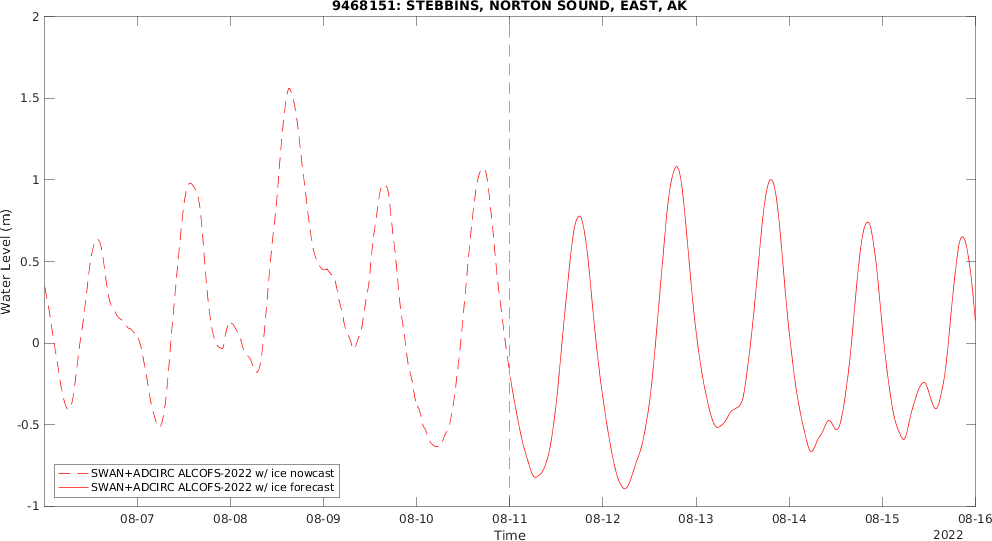 9468151: STEBBINS, NORTON SOUND, EAST, AK
Water Level (m)
2
1.5
1
0.5
0
-0.5
-1
SWAN+ADCIRC ALCOFS-2022 w/ ice nowcast
SWAN+ADCIRC ALCOFS-2022 w/ ice forecast
08-07 08-08 08-09 08-10 08-11 08-12 08-13 08-14 08-15 08-16
Time
2022